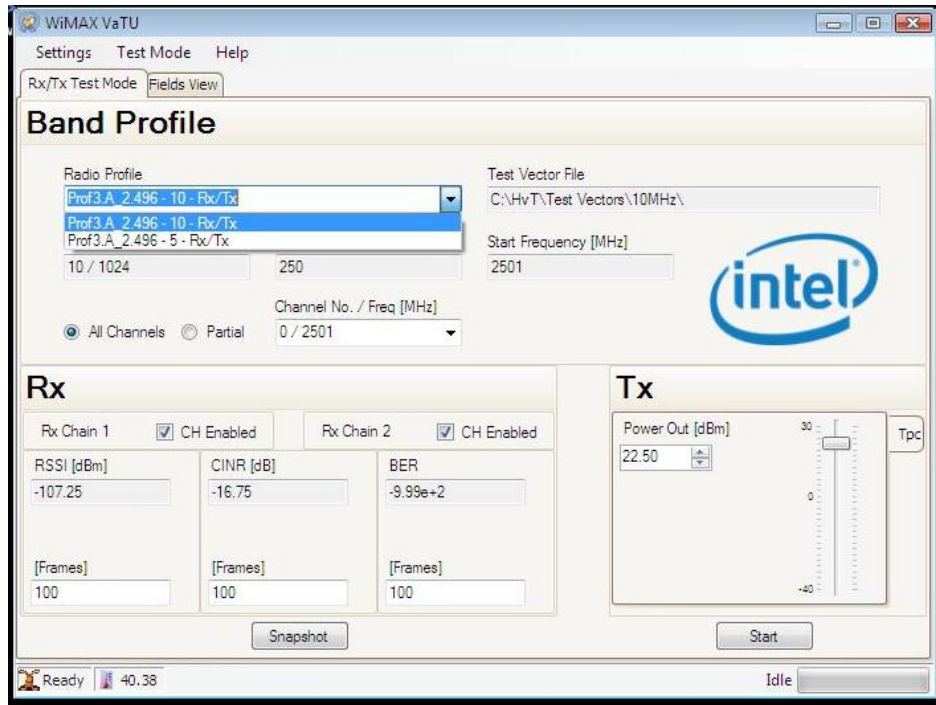 WiMAX VaTU
Settings Test Mode Help
Rx/Tx Test Mode Fields View
Band Profile
Radio Profile
Prof3.A_2.496 - 10 - Rx/Tx
Prof3.A_2.496 - 10 - Rx/Tx
Prof3.A_2.496 - 5 - Rx/Tx
Test Vector File
C:\HvT\Test Vectors\10MHz\
Start Frequency [MHz]
10 / 1024
250
2501
All Channels
Partial
Channel No. / Freq [MHz]
0 / 2501
intel
Rx
Rx Chain 1 CH Enabled
Rx Chain 2 CH Enabled
RSSI [dBm] CINR [dB] BER
-107.25 -16.75 -9.99e+2
[Frames] [Frames] [Frames]
100 100 100
Snapshot
Tx
Power Out [dBm]
22.50
30
0
-40
Tpc
Start
Ready 40.38
Idle